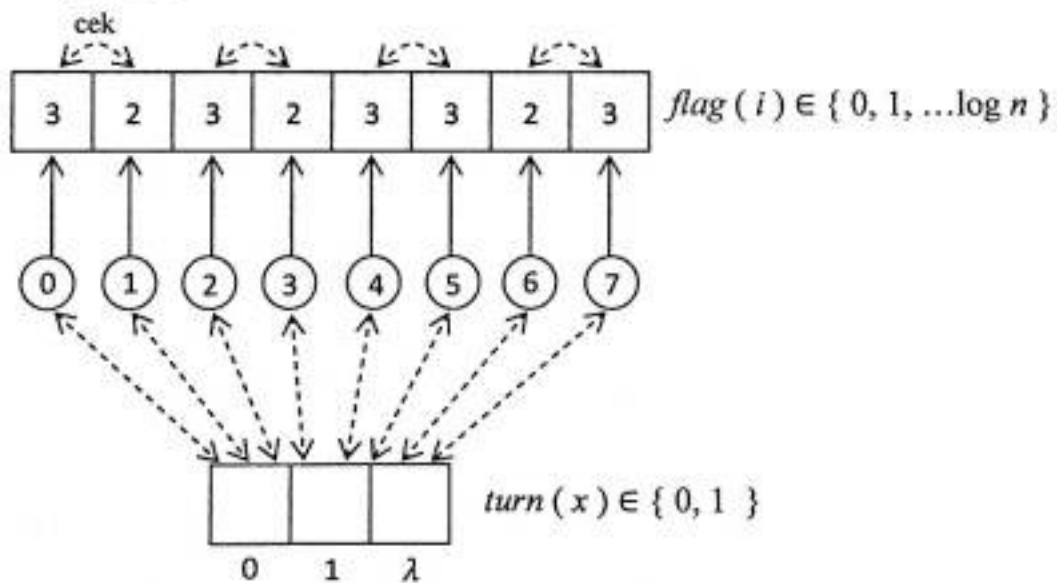 cek
3 2 3 2 3 3 2 3 flag ( i ) ∈ { 0, 1, ...log n }
0 1 2 3 4 5 6 7
turn ( x ) ∈ { 0, 1 }
0 1 λ